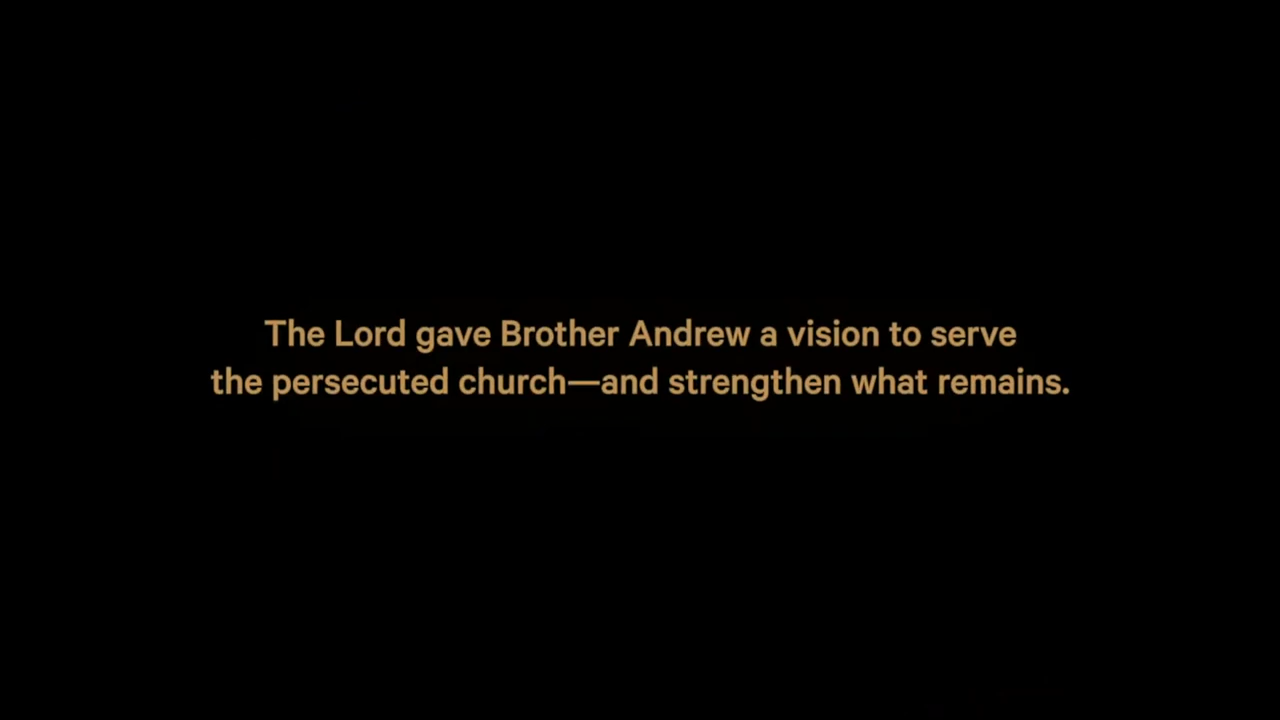 The Lord gave Brother Andrew a vision to serve
the persecuted church—and strengthen what remains.